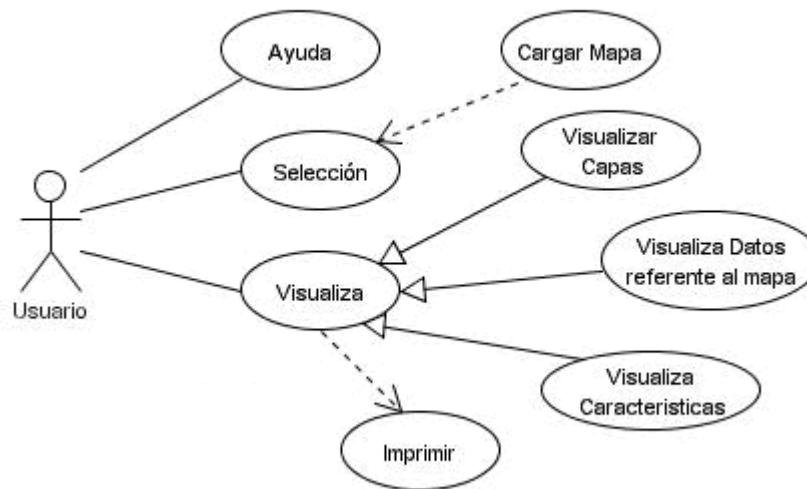 Ayuda
Cargar Mapa
Visualizar
Capas
Selección
Visualiza Datos
referente al mapa
Visualiza
Usuario
Visualiza
Caracteristicas
Imprimir